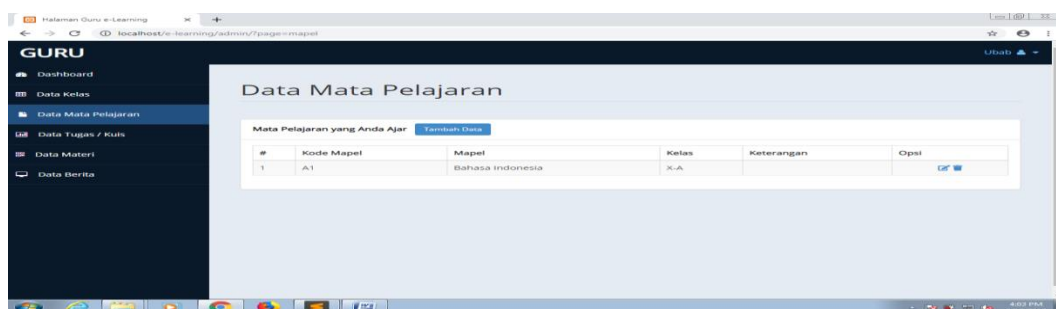 Halaman Guru e-Learning
localhost/e-learning/admin/?page=mapel
GURU
Ubab
Dashboard
Data Kelas
Data Mata Pelajaran
Data Tugas / Kuis
Data Materi
Data Berita
Data Mata Pelajaran
Mata Pelajaran yang Anda Ajar Tambah Data
# Kode Mapel Mapel Kelas Keterangan Opsi
1 A1 Bahasa Indonesia X-A
4:03 PM